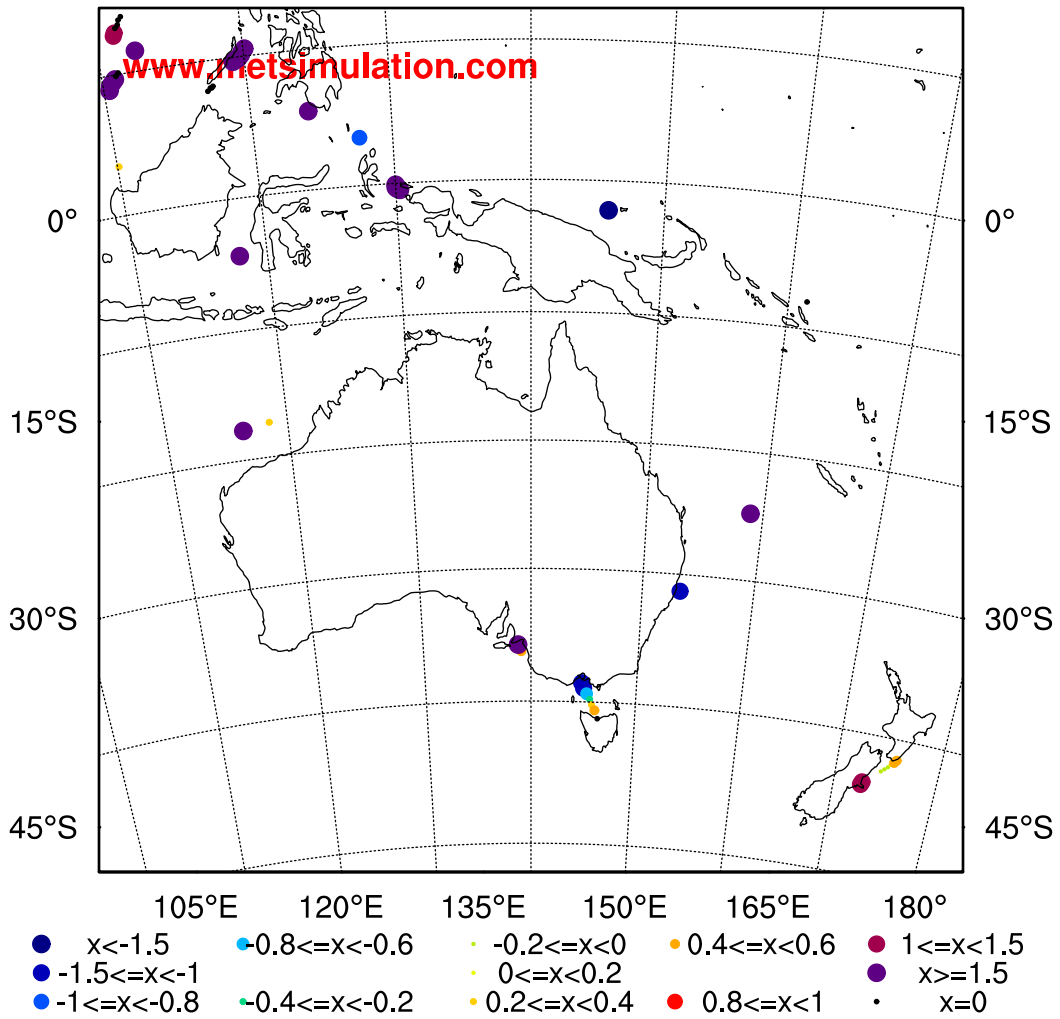 www.metsimulation.com
0° 0°
15°S 15°S
30°S 30°S
45°S 45°S
105°E 120°E 135°E 150°E 165°E 180°
x<-1.5 -0.8<=x<-0.6 -0.2<=x<0 0.4<=x<0.6 1<=x<1.5
-1.5<=x<-1 0<=x<0.2 x>=1.5
-1<=x<-0.8 -0.4<=x<-0.2 0.2<=x<0.4 0.8<=x<1 x=0